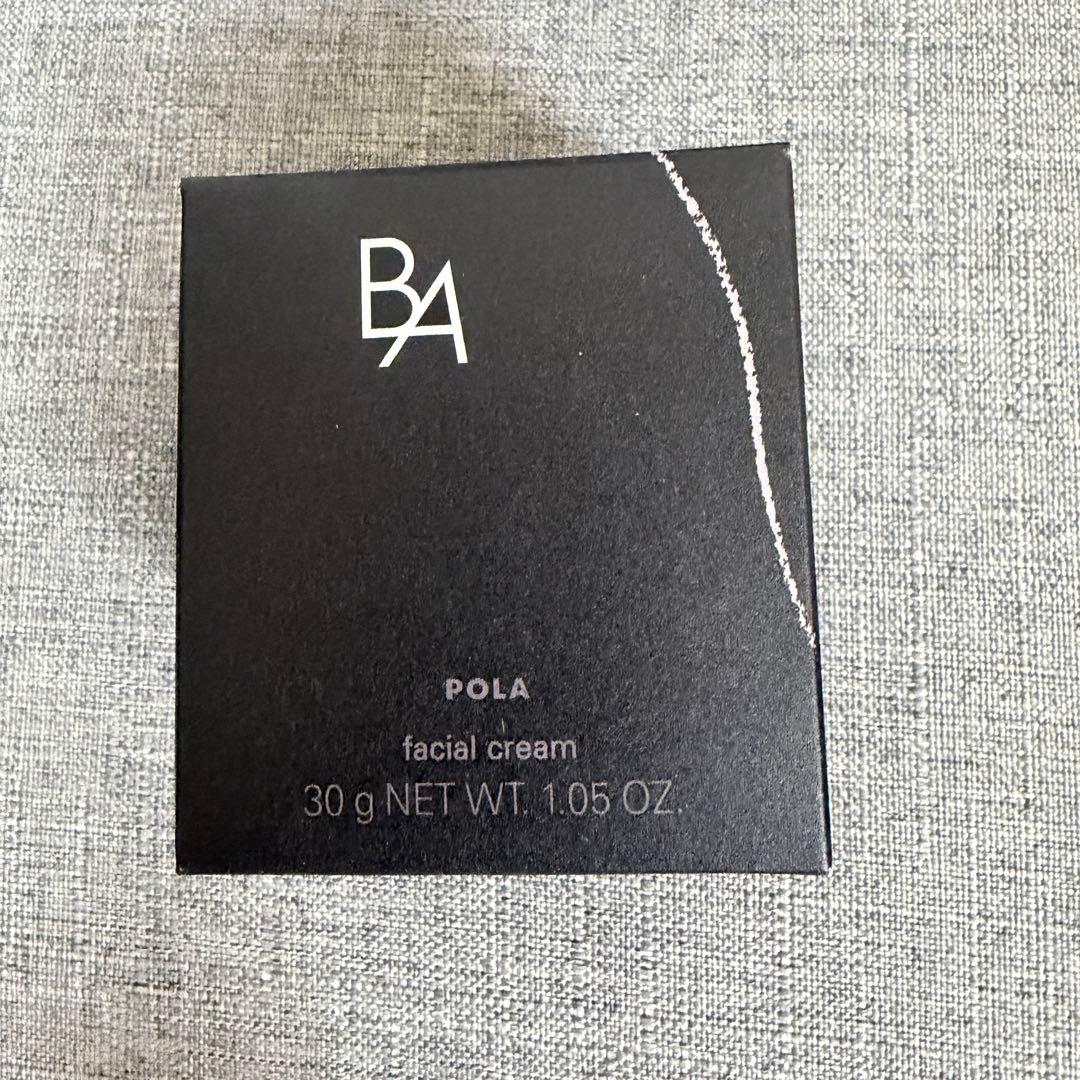 BA
POLA
facial cream
30 g NET WT. 1.05 OZ.